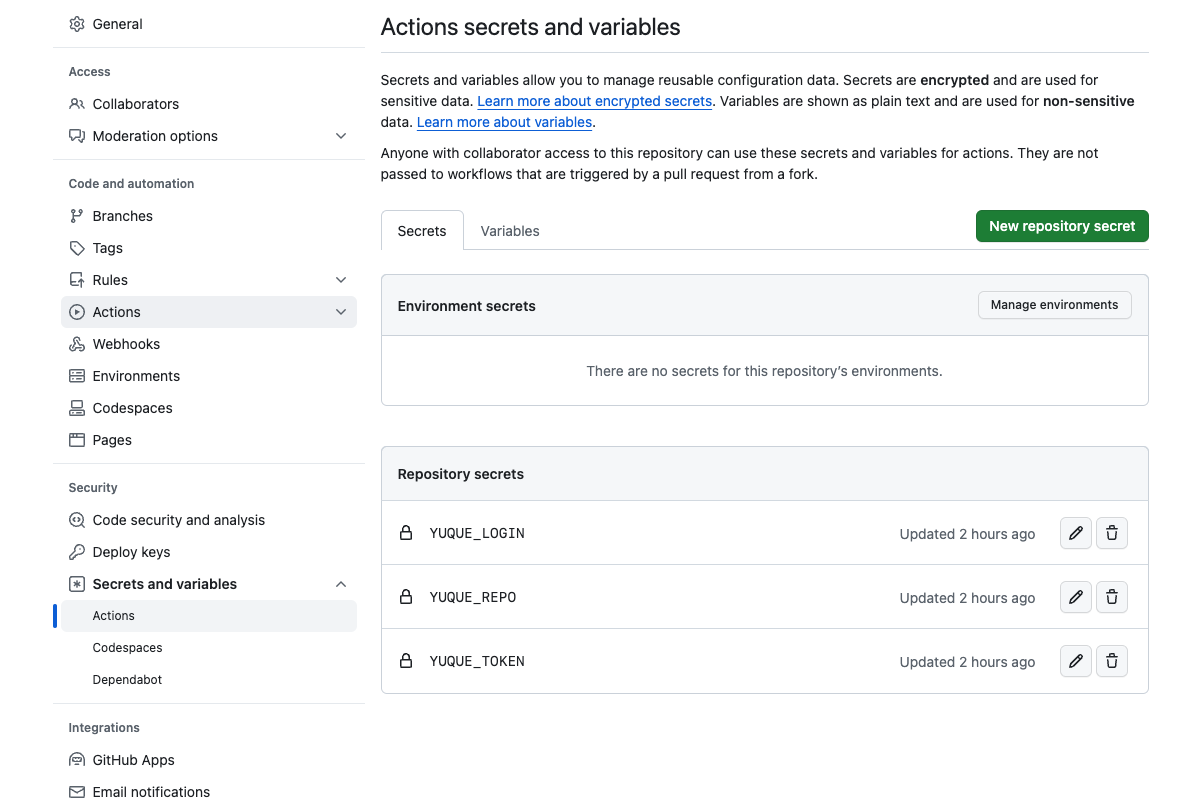 General
Access
Collaborators
Moderation options
Code and automation
Branches
Tags
Rules
Actions
Webhooks
Environments
Codespaces
Pages
Security
Code security and analysis
Deploy keys
Secrets and variables
Actions
Codespaces
Dependabot
Integrations
GitHub Apps
Email notifications
Actions secrets and variables
Secrets and variables allow you to manage reusable configuration data. Secrets are encrypted and are used for
sensitive data. Learn more about encrypted secrets. Variables are shown as plain text and are used for non-sensitive
data. Learn more about variables.
Anyone with collaborator access to this repository can use these secrets and variables for actions. They are not
passed to workflows that are triggered by a pull request from a fork.
Secrets Variables New repository secret
Environment secrets Manage environments
There are no secrets for this repository’s environments.
Repository secrets
YUQUE_LOGIN Updated 2 hours ago
YUQUE_REPO Updated 2 hours ago
YUQUE_TOKEN Updated 2 hours ago